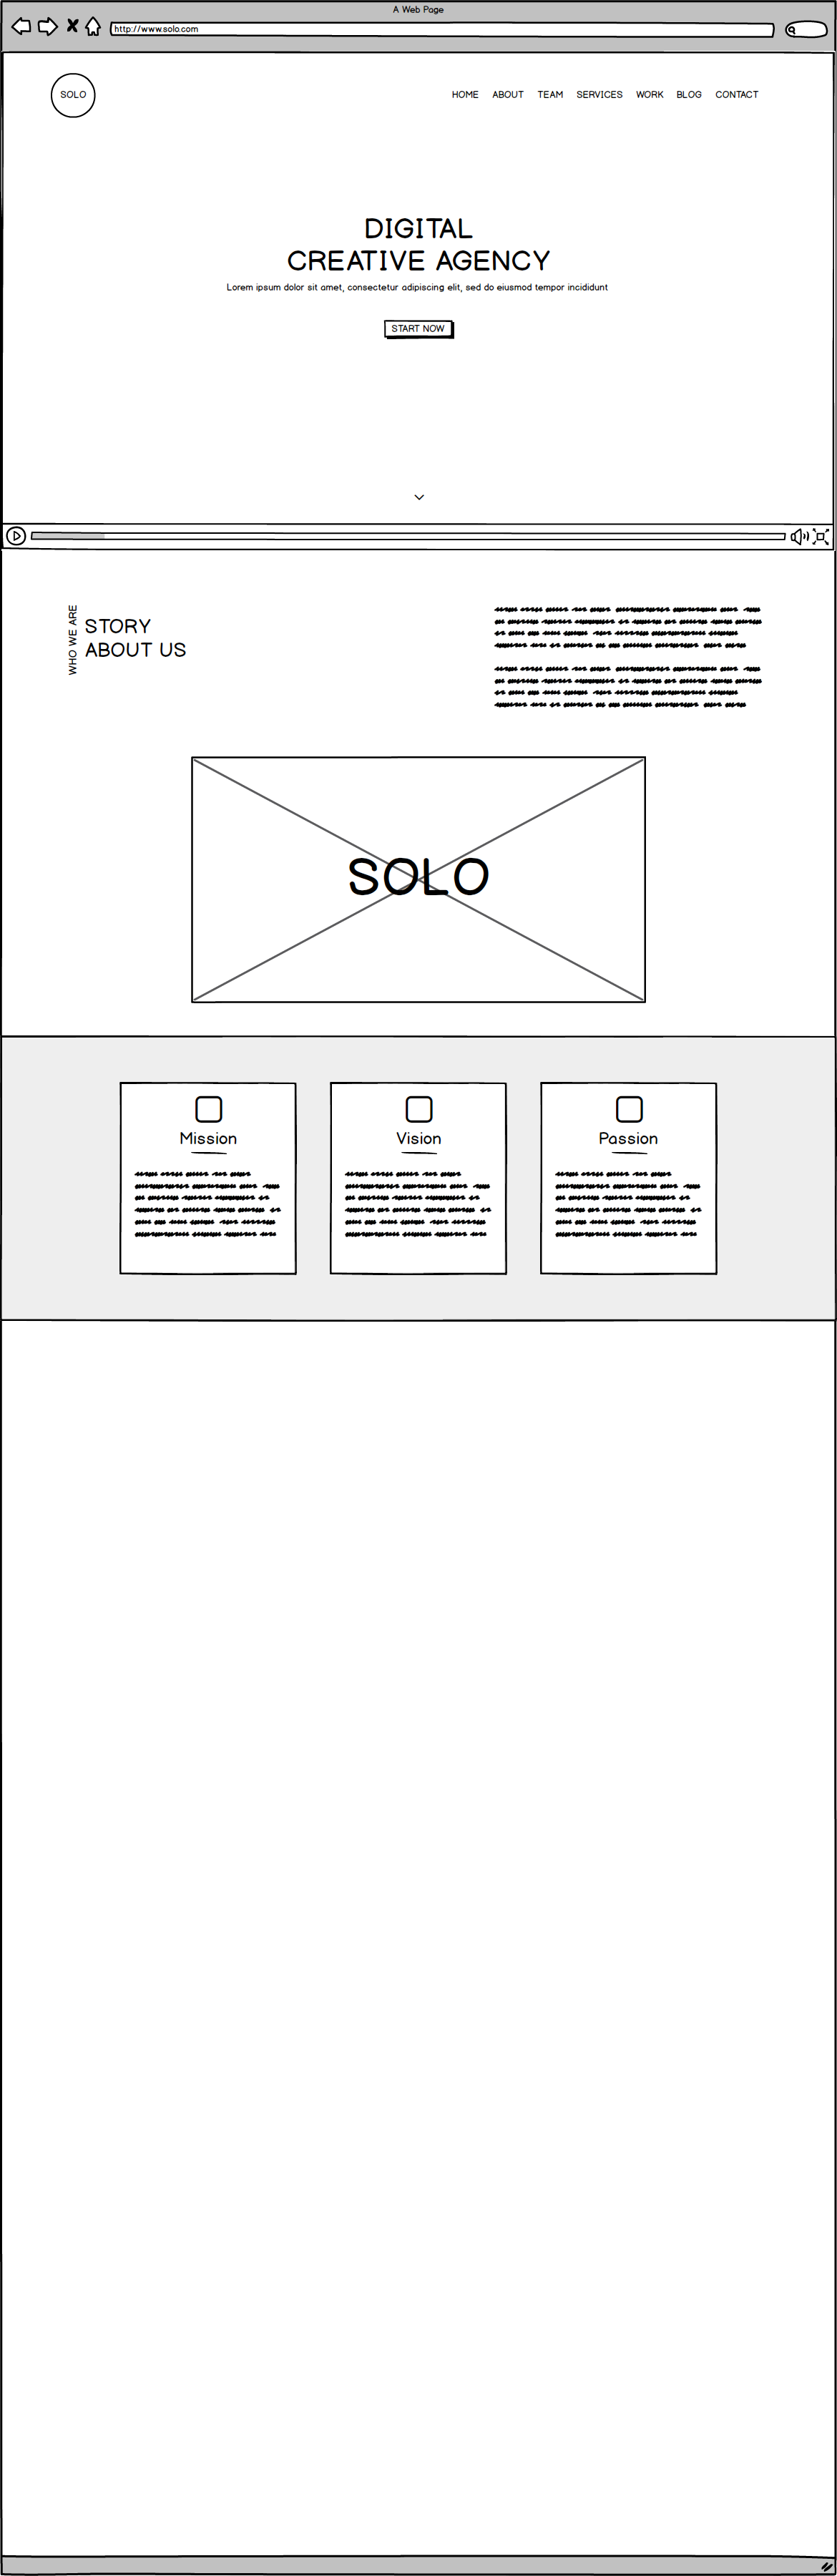 A Web Page
http://www.solo.com
SOLO
HOME ABOUT TEAM SERVICES WORK BLOG CONTACT
DIGITAL
CREATIVE AGENCY
Lorem ipsum dolor sit amet, consectetur adipiscing elit, sed do eiusmod tempor incididunt
START NOW
WHO WE ARE
STORY
ABOUT US
SOLO
Mission
Vision
Passion